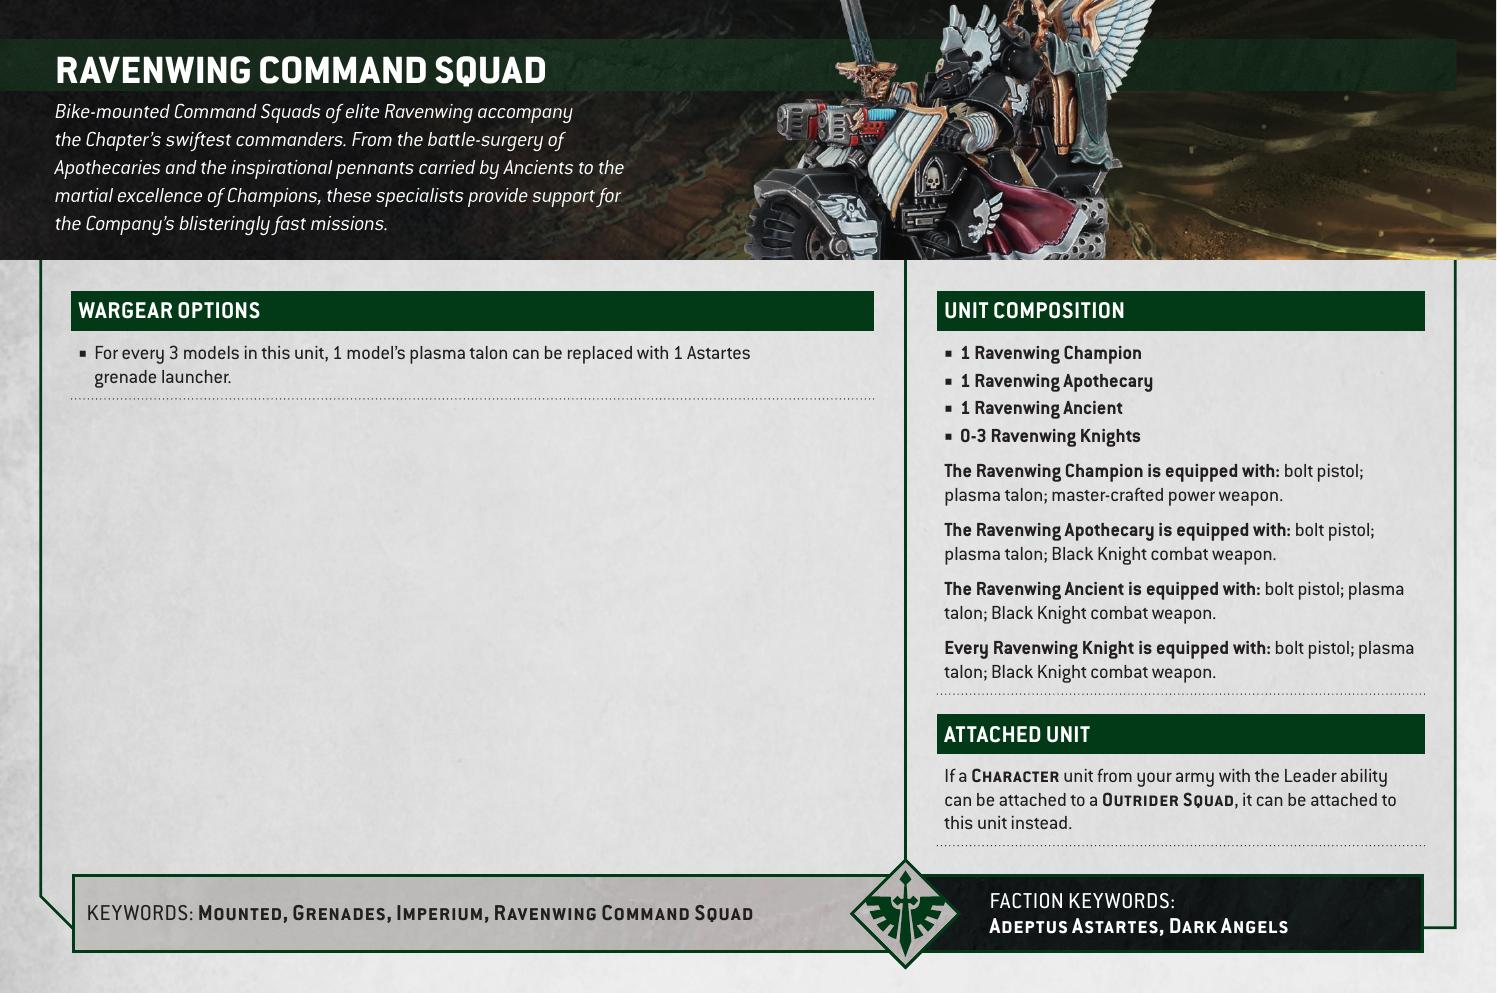 RAVENWING COMMAND SQUAD
Bike-mounted Command Squads of elite Ravenwing accompany
the Chapter's swiftest commanders. From the battle-surgery of
Apothecaries and the inspirational pennants carried by Ancients to the
martial excellence of Champions, these specialists provide support for
the Company's blisteringly fast missions.
WARGEAR OPTIONS
▪ For every 3 models in this unit, 1 model's plasma talon can be replaced with 1 Astartes
grenade launcher.
UNIT COMPOSITION
▪ 1 Ravenwing Champion
▪ 1 Ravenwing Apothecary
▪ 1 Ravenwing Ancient
▪ 0-3 Ravenwing Knights
The Ravenwing Champion is equipped with: bolt pistol;
plasma talon; master-crafted power weapon.
The Ravenwing Apothecary is equipped with: bolt pistol;
plasma talon; Black Knight combat weapon.
The Ravenwing Ancient is equipped with: bolt pistol; plasma
talon; Black Knight combat weapon.
Every Ravenwing Knight is equipped with: bolt pistol; plasma
talon; Black Knight combat weapon.
ATTACHED UNIT
If a CHARACTER unit from your army with the Leader ability
can be attached to a OUTRIDER SQUAD, it can be attached to
this unit instead.
KEYWORDS: MOUNTED, GRENADES, IMPERIUM, RAVENWING COMMAND SQUAD
FACTION KEYWORDS:
ADEPTUS ASTARTES, DARK ANGELS